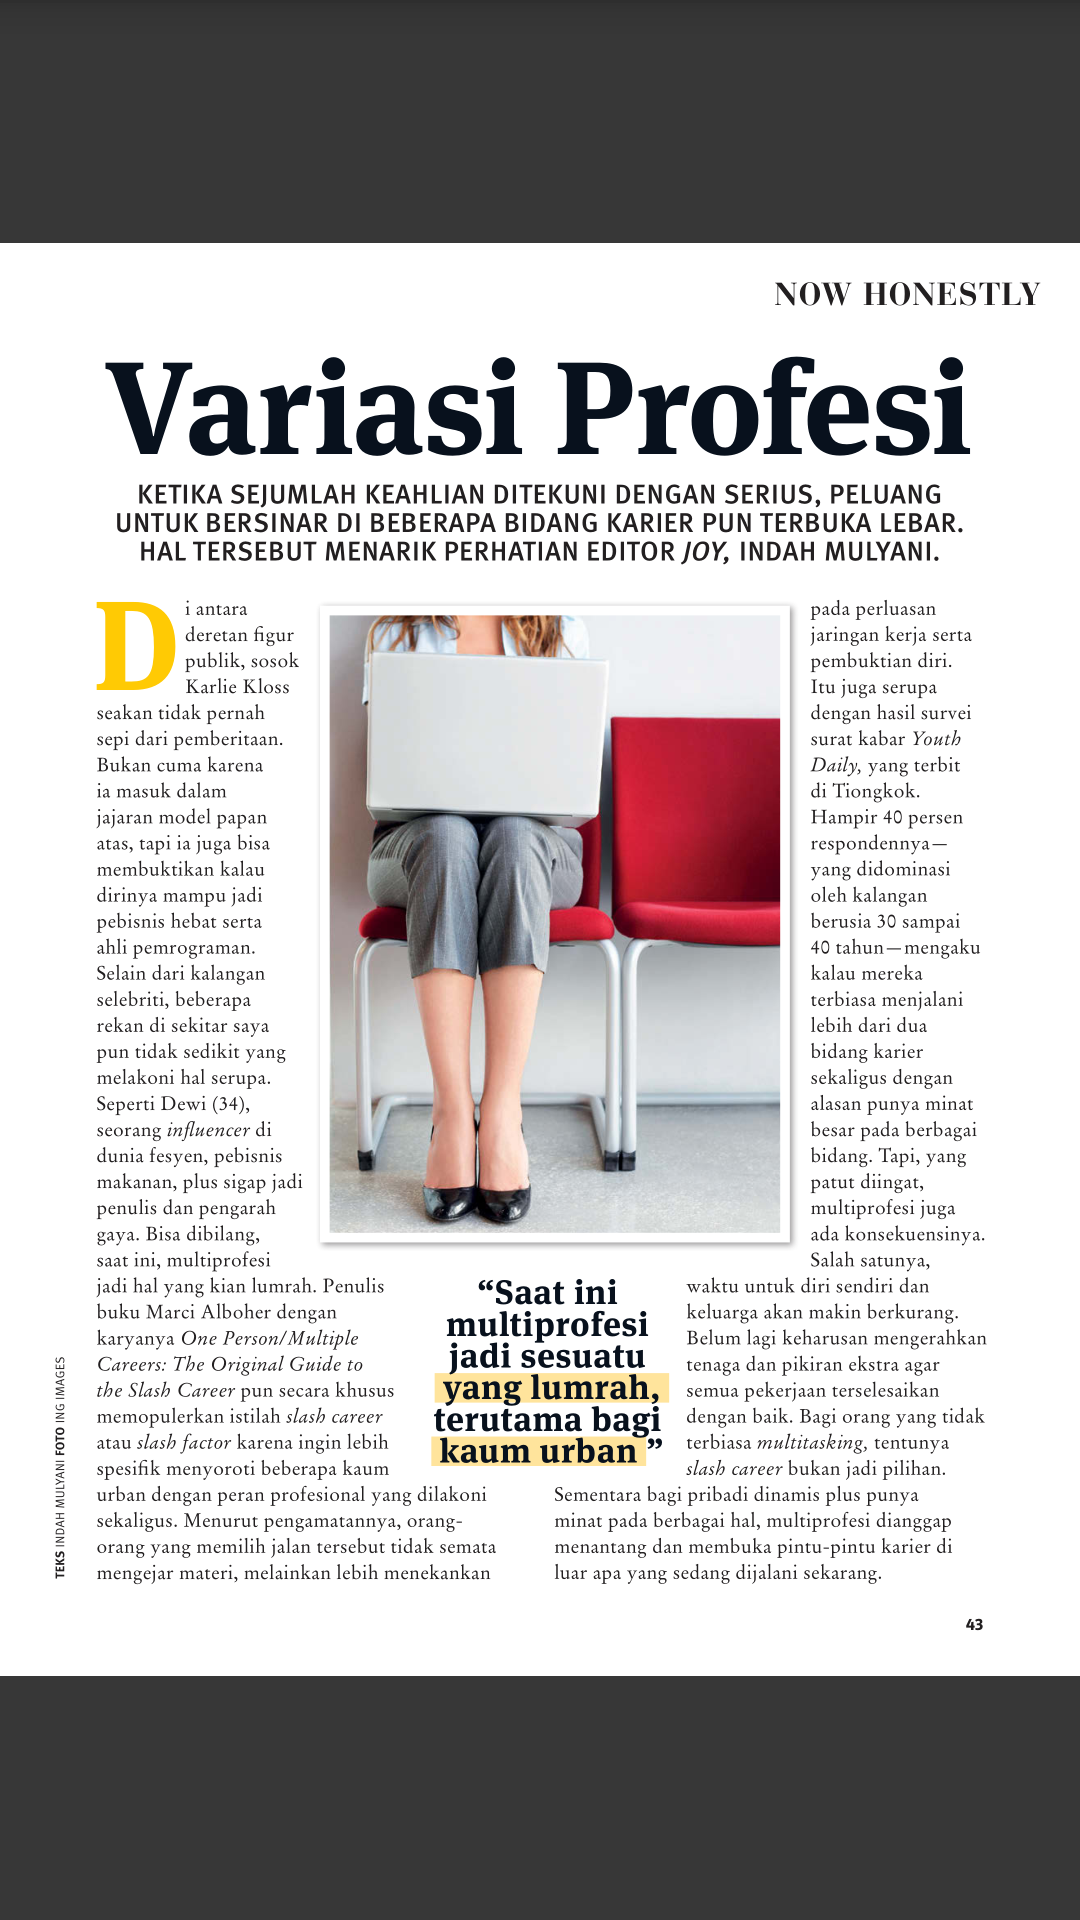 NOW HONESTLY
Variasi Profesi
KETIKA SEJUMLAH KEAHLIAN DITEKUNI DENGAN SERIUS, PELUANG
UNTUK BERSINAR DI BEBERAPA BIDANG KARIER PUN TERBUKA LEBAR.
HAL TERSEBUT MENARIK PERHATIAN EDITOR JOY, INDAH MULYANI.
Di antara
deretan figur
publik, sosok
Karlie Kloss
seakan tidak pernah
sepi dari pemberitaan.
Bukan cuma karena
ia masuk dalam
jajaran model papan
atas, tapi ia juga bisa
membuktikan kalau
dirinya mampu jadi
pebisnis hebat serta
ahli pemrograman.
Selain dari kalangan
selebriti, beberapa
rekan di sekitar saya
pun tidak sedikit yang
melakoni hal serupa.
Seperti Dewi (34),
seorang influencer di
dunia fesyen, pebisnis
makanan, plus sigap jadi
penulis dan pengarah
gaya. Bisa dibilang,
saat ini, multiprofesi
jadi hal yang kian lumrah. Penulis
buku Marci Alboher dengan
karyanya One Person/Multiple
Careers: The Original Guide to
the Slash Career pun secara khusus
memopulerkan istilah slash career
atau slash factor karena ingin lebih
spesifik menyoroti beberapa kaum
urban dengan peran profesional yang dilakoni
sekaligus. Menurut pengamatannya, orang-
orang yang memilih jalan tersebut tidak semata
mengejar materi, melainkan lebih menekankan
pada perluasan
jaringan kerja serta
pembuktian diri.
Itu juga serupa
dengan hasil survei
surat kabar Youth
Daily, yang terbit
di Tiongkok.
Hampir 40 persen
respondennya—
yang didominasi
oleh kalangan
berusia 30 sampai
40 tahun—mengaku
kalau mereka
terbiasa menjalani
lebih dari dua
bidang karier
sekaligus dengan
alasan punya minat
besar pada berbagai
bidang. Tapi, yang
patut diingat,
multiprofesi juga
ada konsekuensinya.
Salah satunya,
waktu untuk diri sendiri dan
keluarga akan makin berkurang.
Belum lagi keharusan mengerahkan
tenaga dan pikiran ekstra agar
semua pekerjaan terselesaikan
dengan baik. Bagi orang yang tidak
terbiasa multitasking, tentunya
slash career bukan jadi pilihan.
Sementara bagi pribadi dinamis plus punya
minat pada berbagai hal, multiprofesi dianggap
menantang dan membuka pintu-pintu karier di
luar apa yang sedang dijalani sekarang.
“Saat ini
multiprofesi
jadi sesuatu
yang lumrah,
terutama bagi
kaum urban”
TEKS INDAH MULYANI FOTO ING IMAGES
43